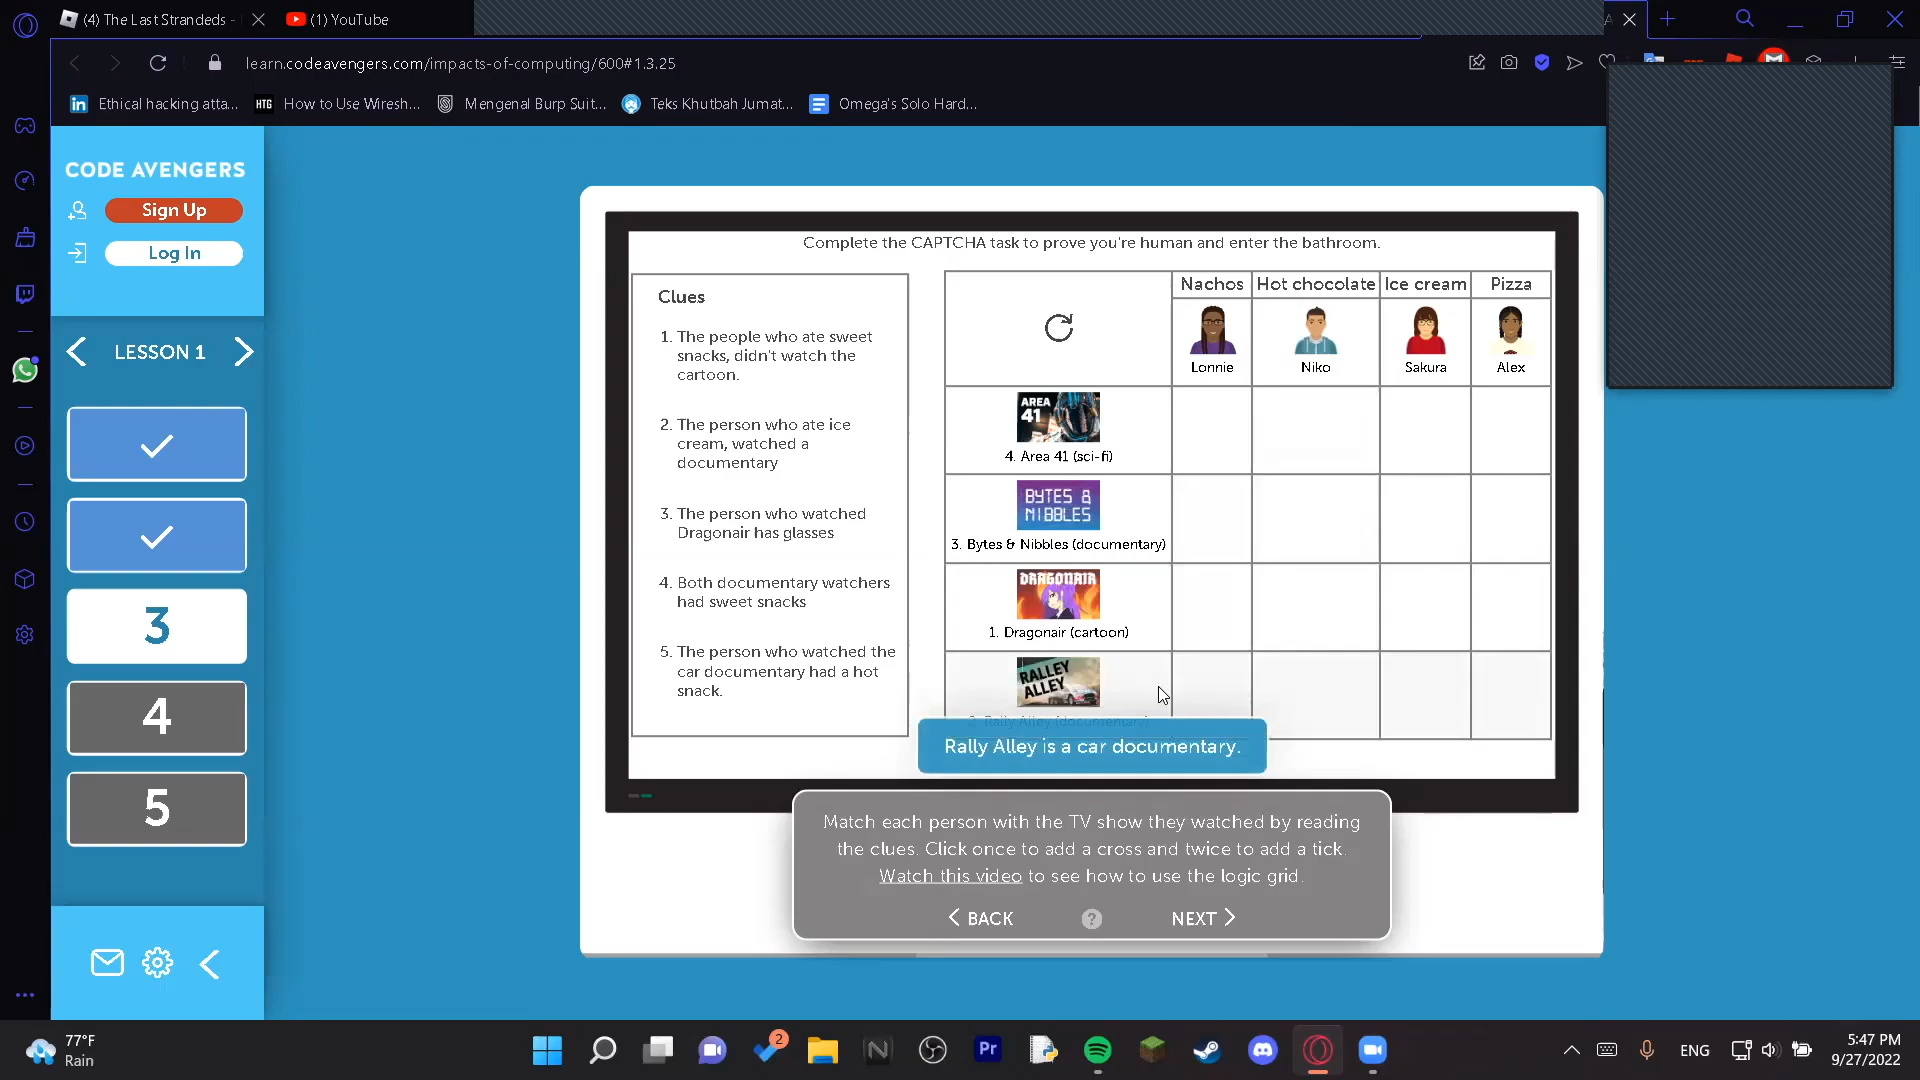 (4) The Last Strandeds -
(1) YouTube
A
learn.codeavengers.com/impacts-of-computing/600#1.3.25
Ethical hacking atta...
HTG
How to Use Wiresh...
Mengenal Burp Suit...
Teks Khutbah Jumat...
Omega's Solo Hard...
CODE AVENGERS
Sign Up
Log In
LESSON 1
3
4
5
Complete the CAPTCHA task to prove you're human and enter the bathroom.
Clues
1. The people who ate sweet
snacks, didn't watch the
cartoon.
2. The person who ate ice
cream, watched a
documentary
3. The person who watched
Dragonair has glasses
4. Both documentary watchers
had sweet snacks
5. The person who watched the
car documentary had a hot
snack.
Nachos Hot chocolate Ice cream Pizza
Lonnie Niko Sakura Alex
AREA
41
4. Area 41 (sci-fi)
BYTES &
NIBBLES
3. Bytes & Nibbles (documentary)
DRAGONAIR
1. Dragonair (cartoon)
RALLEY
ALLEY
2. Rally Alley (documentary)
Rally Alley is a car documentary.
Match each person with the TV show they watched by reading
the clues. Click once to add a cross and twice to add a tick.
Watch this video to see how to use the logic grid.
BACK
?
NEXT
77°F
Rain
2
Pr
ENG
5:47 PM
9/27/2022